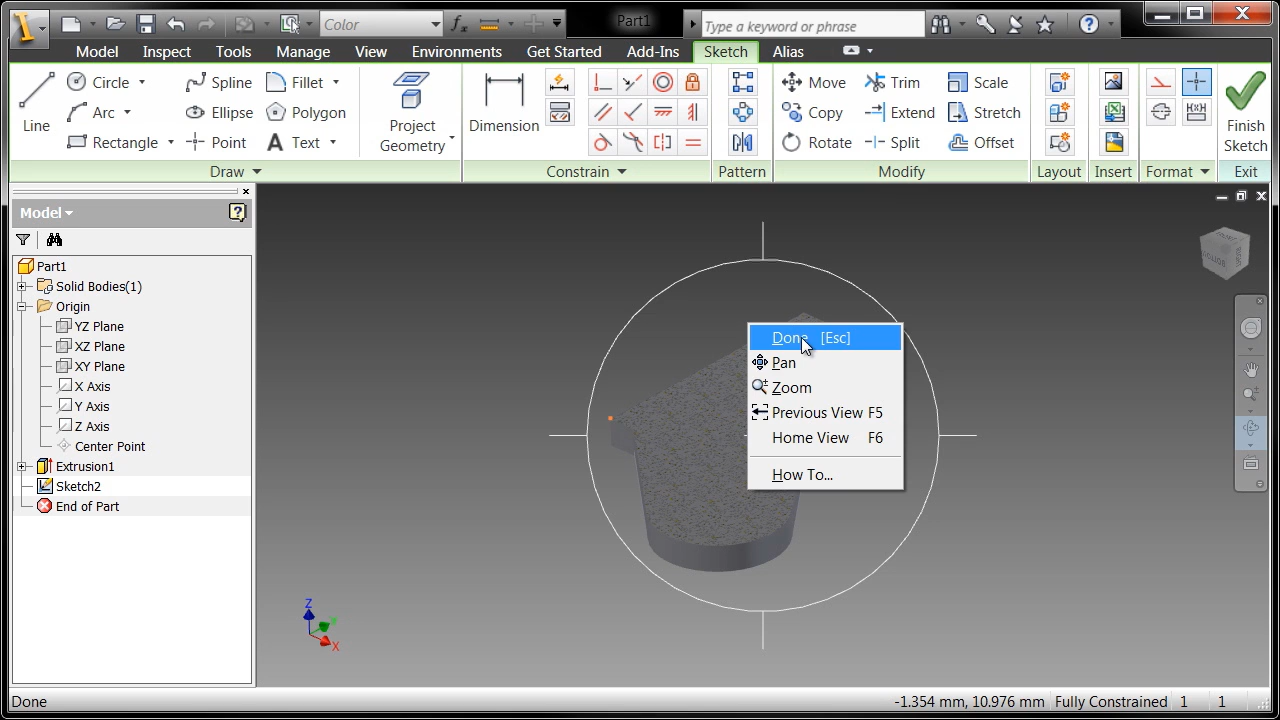 Color
Part1
Type a keyword or phrase
Model Inspect Tools Manage View Environments Get Started Add-Ins Sketch Alias
Circle Spline Fillet Move Trim Scale
Arc Ellipse Polygon Copy Extend Stretch
Rectangle Point Text Rotate Split Offset
Line Project Geometry Dimension Finish Sketch
Draw Constrain Pattern Modify Layout Insert Format Exit
Model
Part1
Solid Bodies(1)
Origin
YZ Plane
XZ Plane
XY Plane
X Axis
Y Axis
Z Axis
Center Point
Extrusion1
Sketch2
End of Part
Done [Esc]
Pan
Zoom
Previous View F5
Home View F6
How To...
Z
X
Done -1.354 mm, 10.976 mm Fully Constrained 1 1